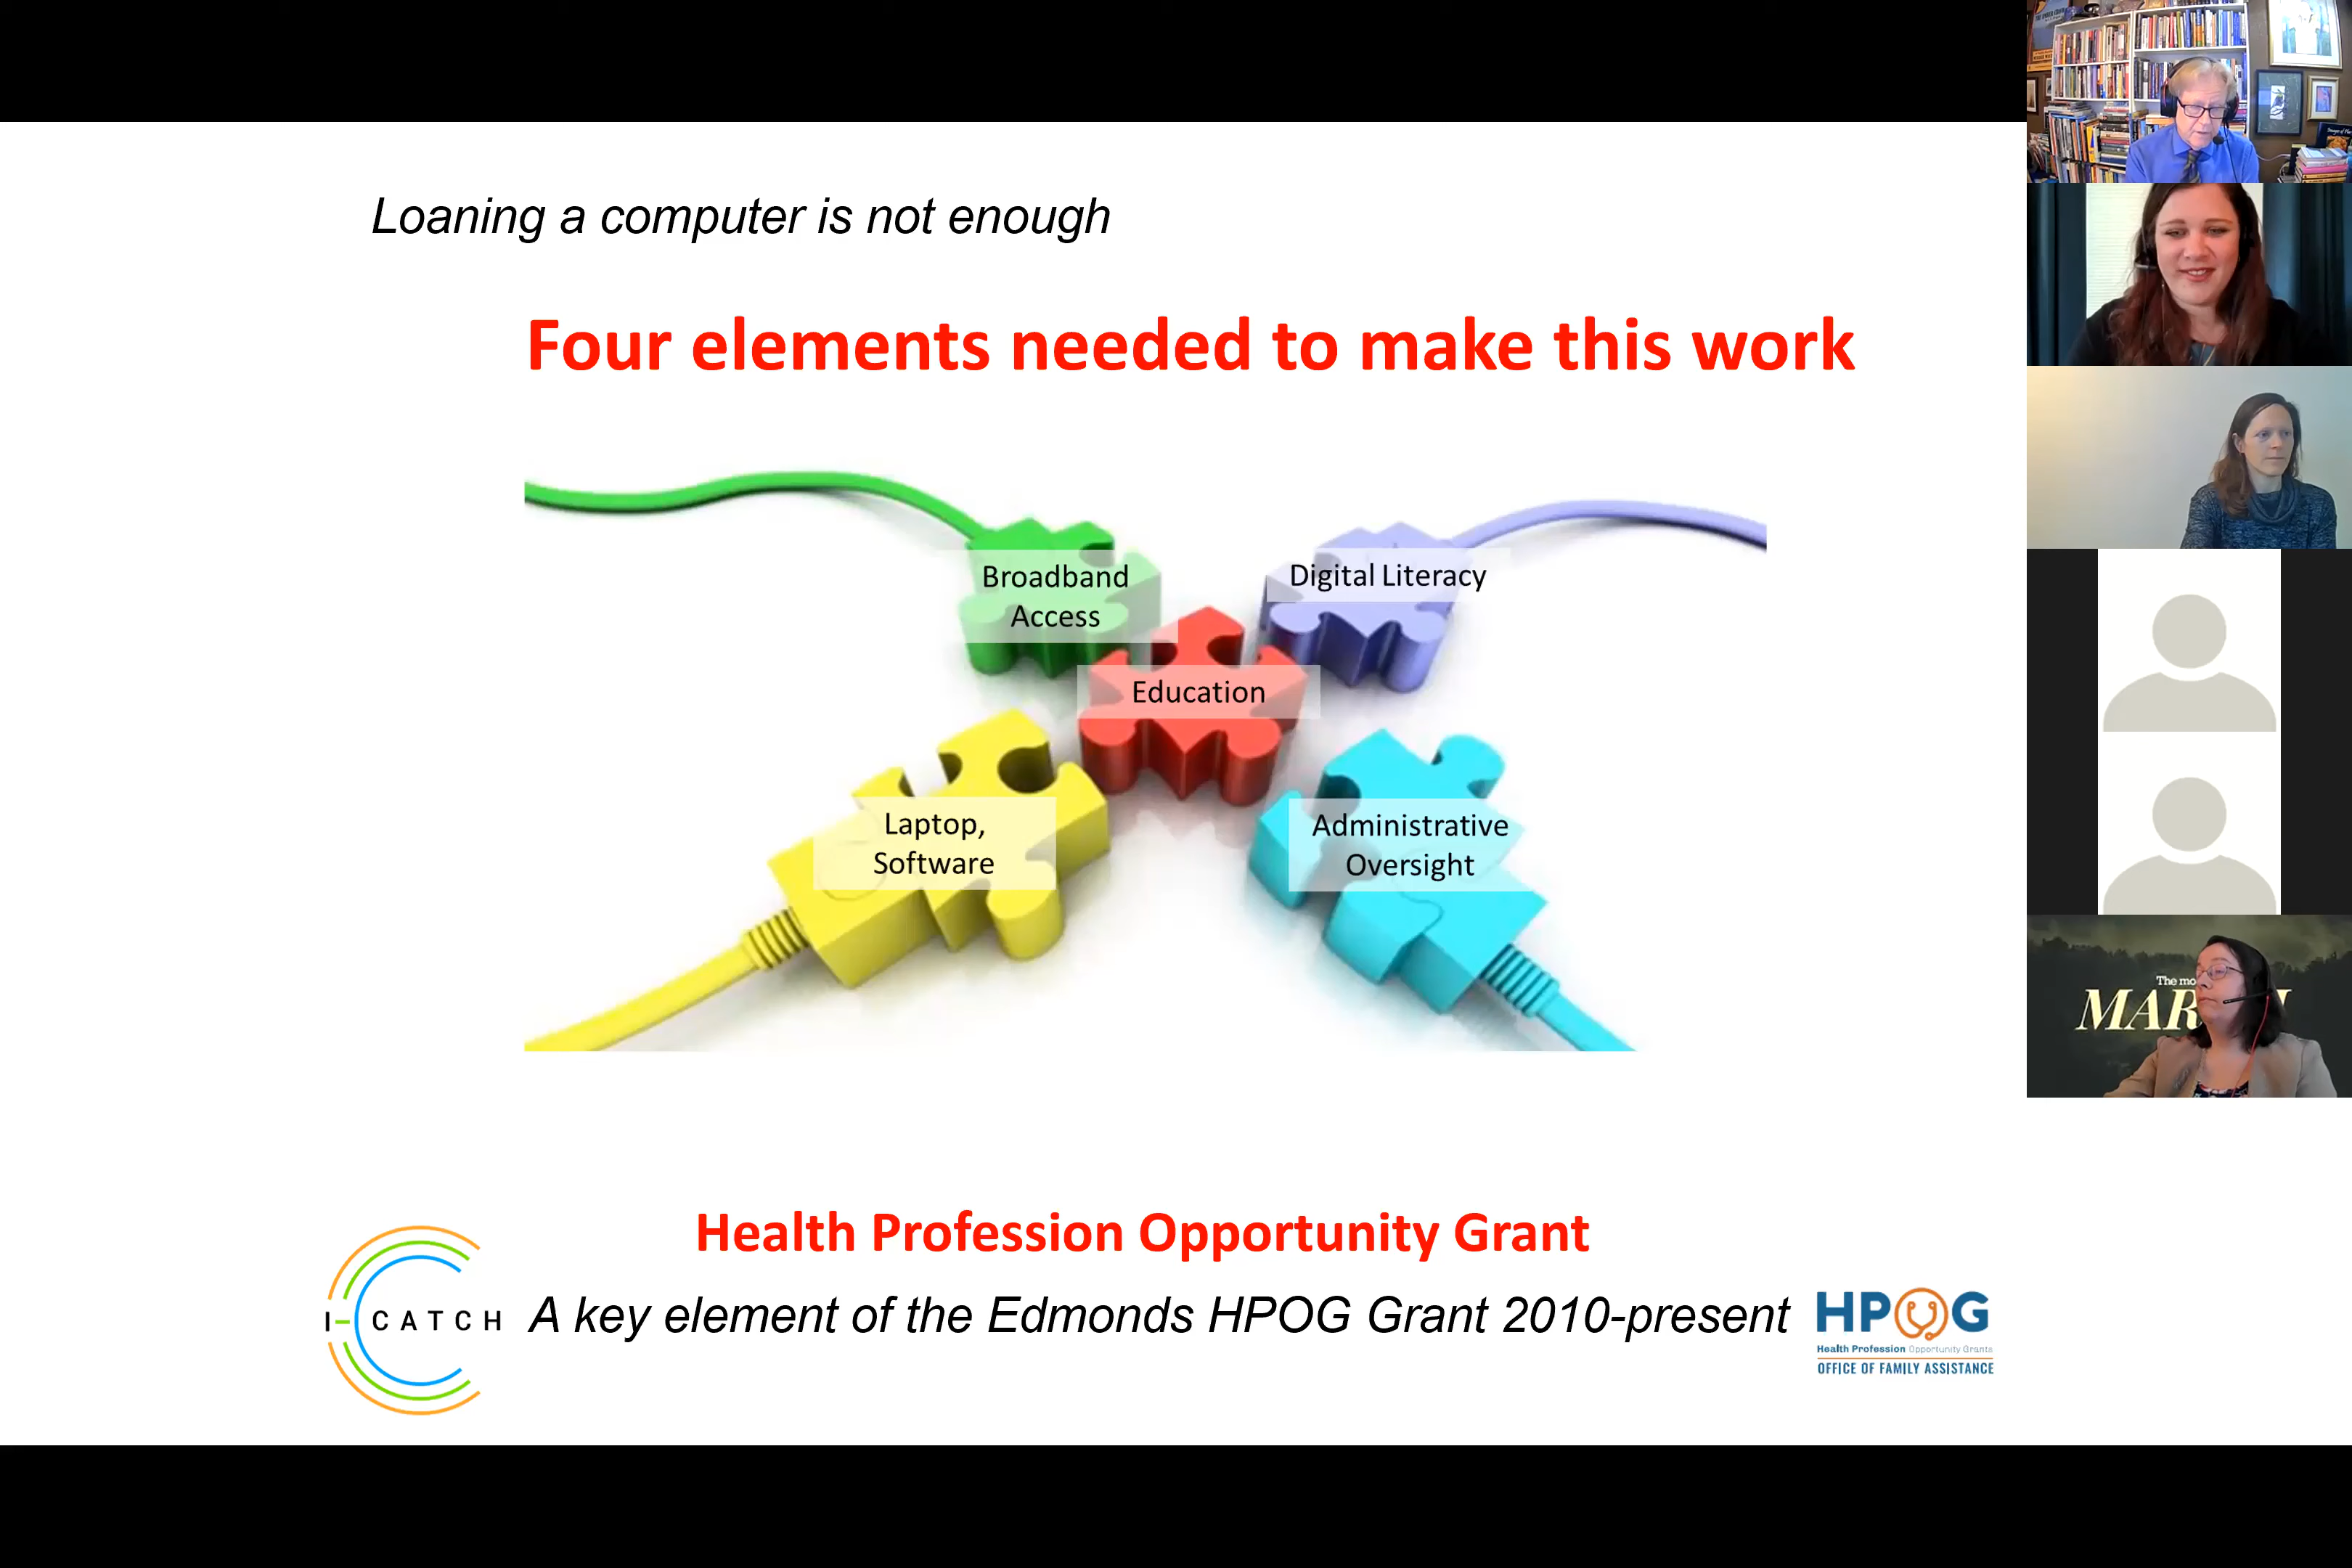 Loaning a computer is not enough
Four elements needed to make this work
Broadband
Access
Digital Literacy
Education
Laptop,
Software
Administrative
Oversight
Health Profession Opportunity Grant
I-CATCH
A key element of the Edmonds HPOG Grant 2010-present
HPOG
Health Profession Opportunity Grants
OFFICE OF FAMILY ASSISTANCE
The
MAR